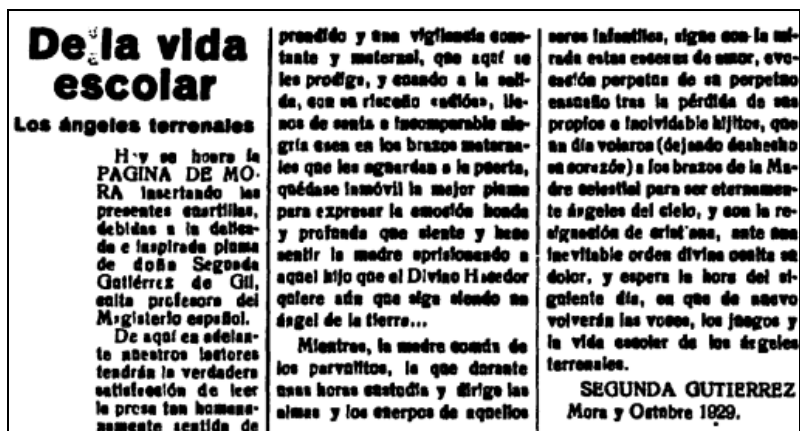 De la vida
escolar
Los ángeles terrenales
Hoy se honra la
PAGINA DE MO-
RA insertando las
presentes cuartillas,
debidas a la delica-
da e inspirada pluma
de doña Segunda
Gutiérrez de Gil,
culta profesora del
Magisterio español.
De aquí en adelan-
te nuestros lectores
tendrán la verdadera
satisfacción de leer
la prosa tan humana-
mente sentida de
prendido y una vigilancia cons-
tante y maternal, que aquí se
les prodiga, y cuando a la sali-
da, con su risceño «adiós», lle-
nos de santa e incomparable ale-
gría caen en los brazos materna-
les que les aguardan a la puerta,
quédase inmóvil la mejor pluma
para expresar la emoción honda
y profunda que siente y hace
sentir la madre aprisionando a
aquel hijo que el Divino Hacedor
quiere aún que siga siendo un
ángel de la tierra...
Mientras, la madre común de
los parvulitos, la que durante
unas horas custodia y dirige las
almas y los cuerpos de aquellos
seres infantiles, sigue con la mi-
rada estas escenas de amor, evo-
cación perpetua de su perpetuo
ensueño tras la pérdida de sus
propios e inolvidable hijitos, que
un día volaron (dejando deshecho
su corazón) a los brazos de la Ma-
dre celestial para ser eternamen-
te ángeles del cielo, y con la re-
signación de cristiana, ante una
inevitable orden divina oculta su
dolor, y espera la hora del si-
guiente día, en que de nuevo
volverán las voces, los juegos y
la vida escolar de los ángeles
terrenales.
SEGUNDA GUTIERREZ
Mora y Octubre 1929.